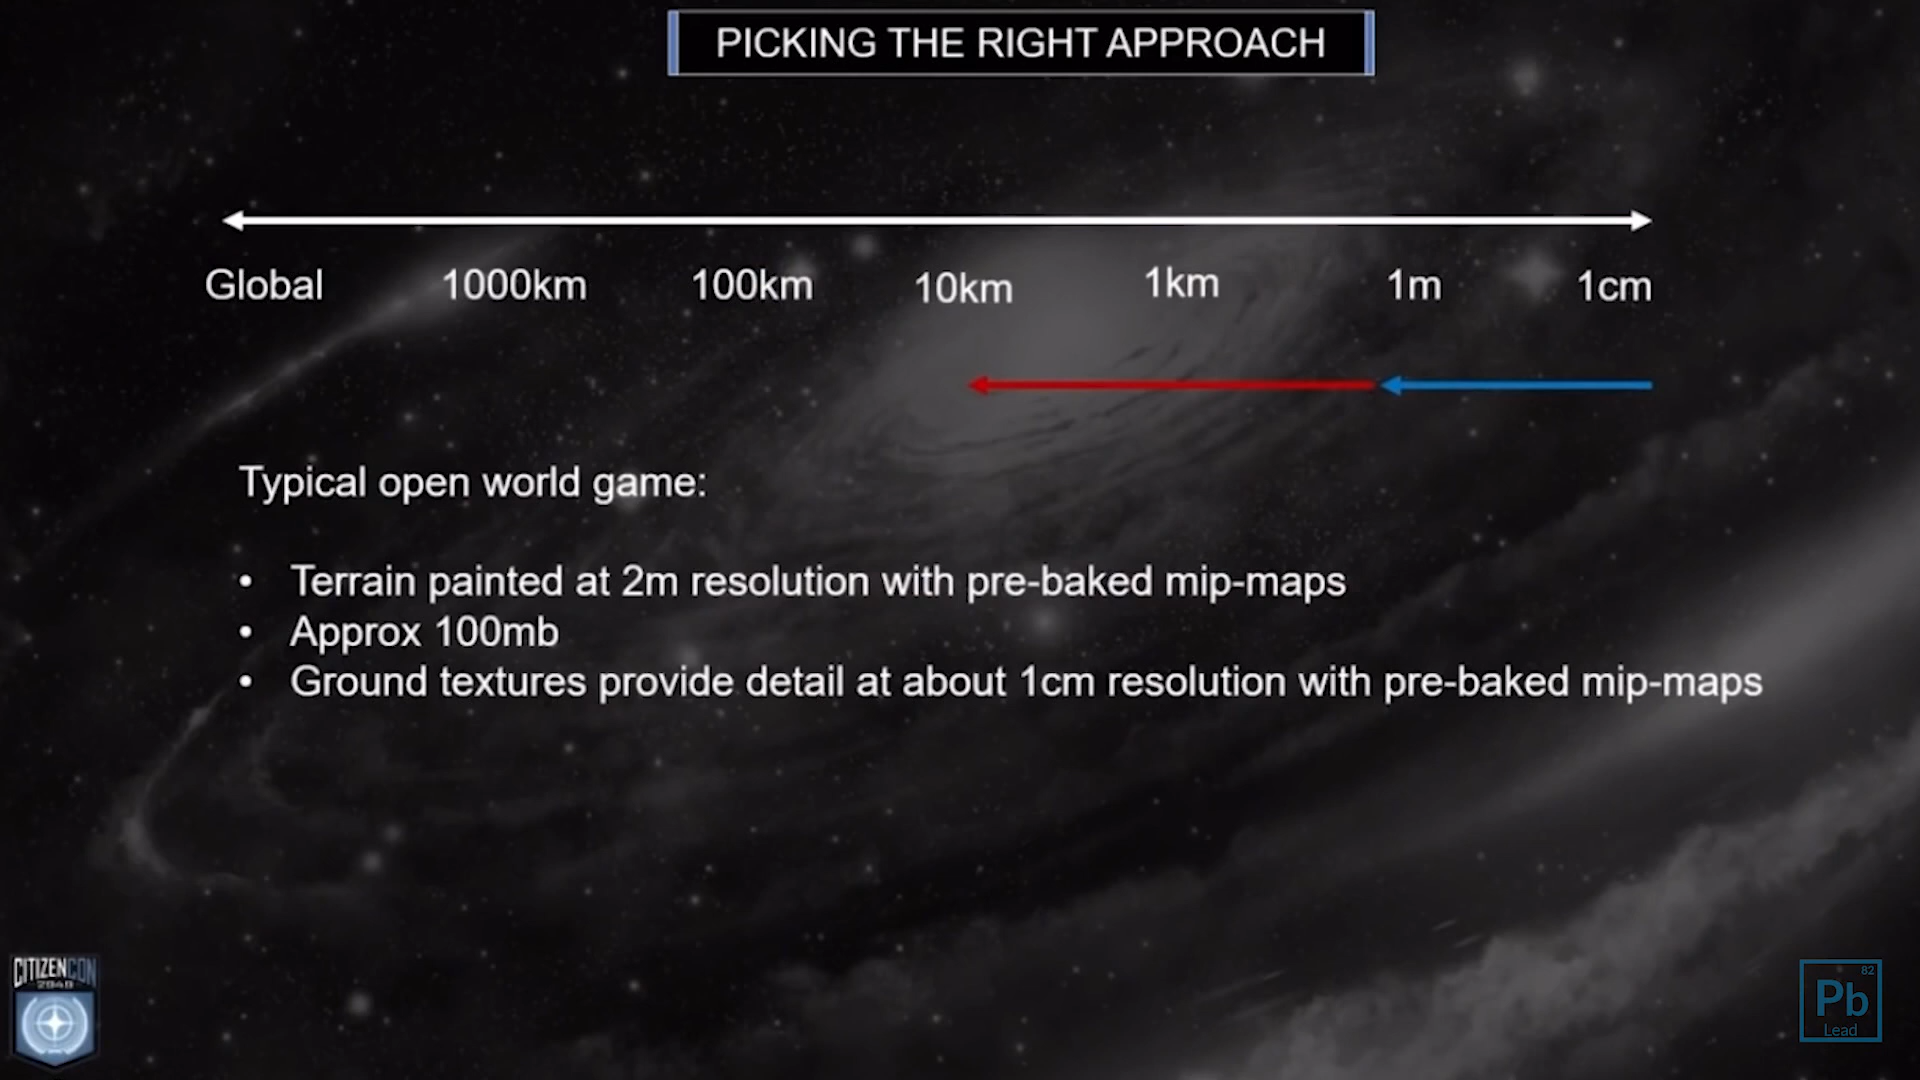 PICKING THE RIGHT APPROACH
Global 1000km 100km 10km 1km 1m 1cm
Typical open world game:
• Terrain painted at 2m resolution with pre-baked mip-maps
• Approx 100mb
• Ground textures provide detail at about 1cm resolution with pre-baked mip-maps
CITIZENCON
2948
82
Pb
Lead